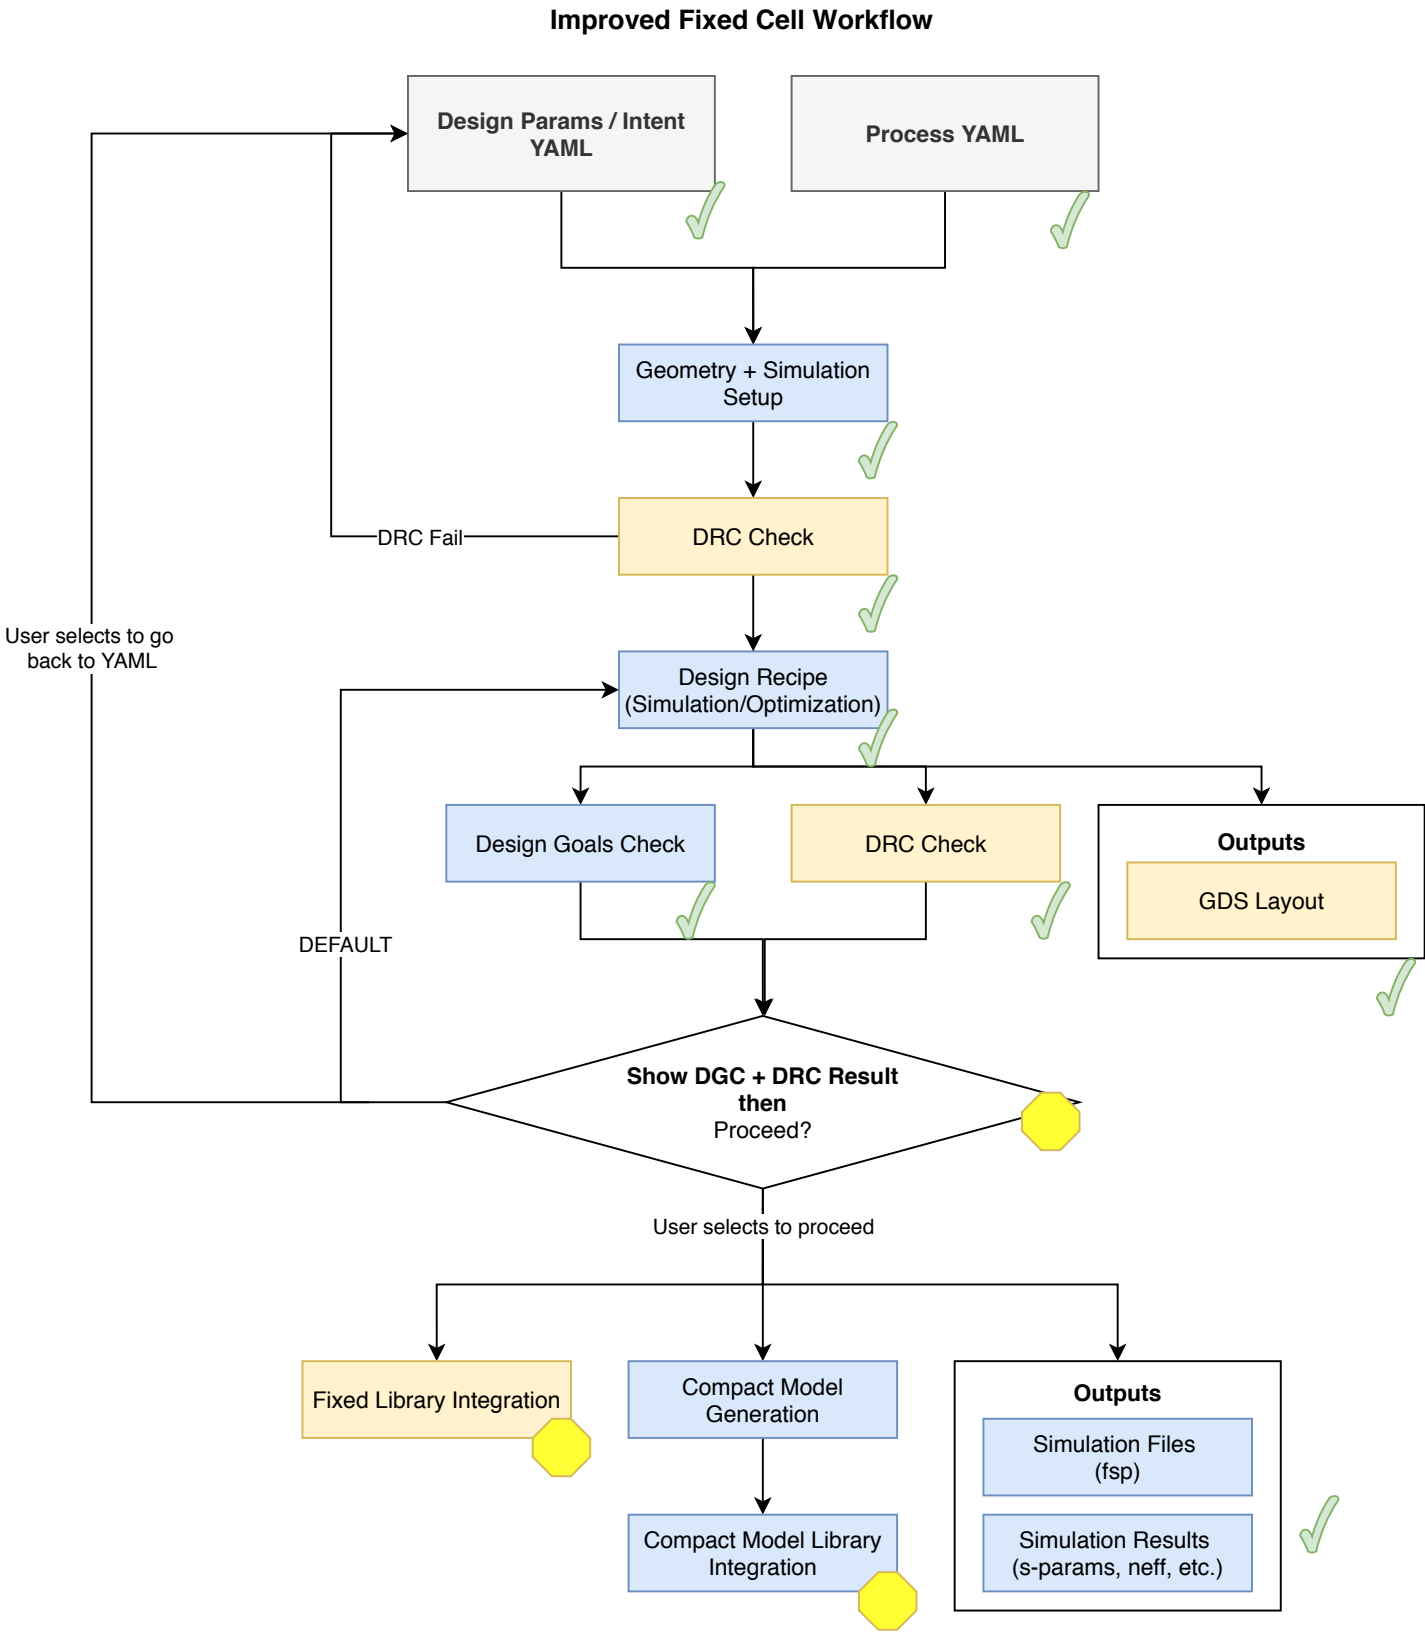 Improved Fixed Cell Workflow
Design Params / Intent
YAML
Process YAML
Geometry + Simulation
Setup
DRC Fail
DRC Check
User selects to go
back to YAML
Design Recipe
(Simulation/Optimization)
Design Goals Check
DRC Check
Outputs
GDS Layout
DEFAULT
Show DGC + DRC Result
then
Proceed?
User selects to proceed
Fixed Library Integration
Compact Model
Generation
Outputs
Simulation Files
(fsp)
Compact Model Library
Integration
Simulation Results
(s-params, neff, etc.)